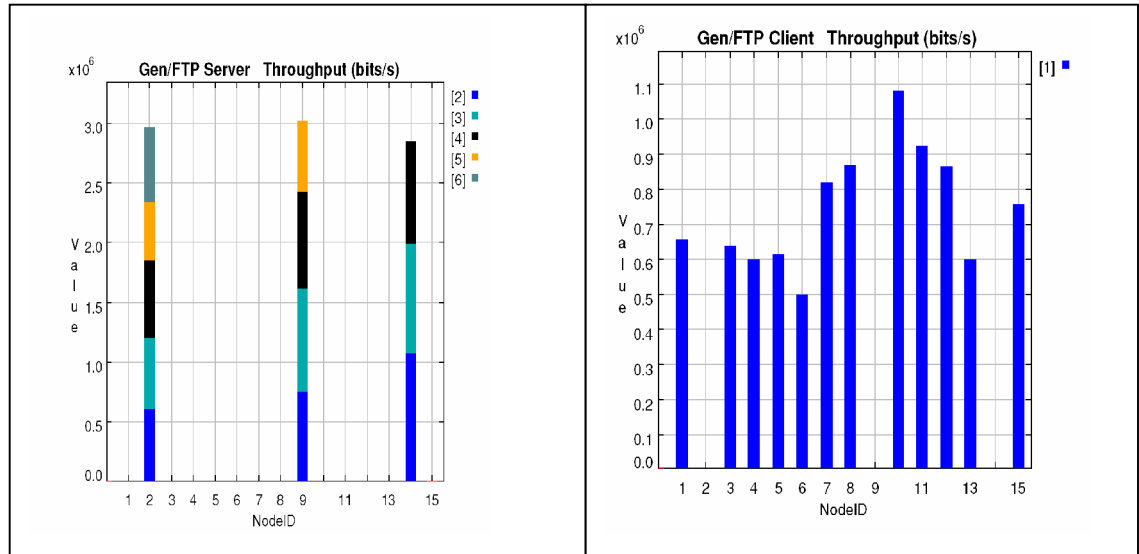 Gen/FTP Server Throughput (bits/s)
x10⁶
[2]
[3]
[4]
[5]
[6]
3.0
2.5
2.0
1.5
1.0
0.5
0.0
Value
1 2 3 4 5 6 7 8 9 11 13 15
NodeID
Gen/FTP Client Throughput (bits/s)
x10⁶
[1]
1.1
1.0
0.9
0.8
0.7
0.6
0.5
0.4
0.3
0.2
0.1
0.0
Value
1 2 3 4 5 6 7 8 9 11 13 15
NodeID